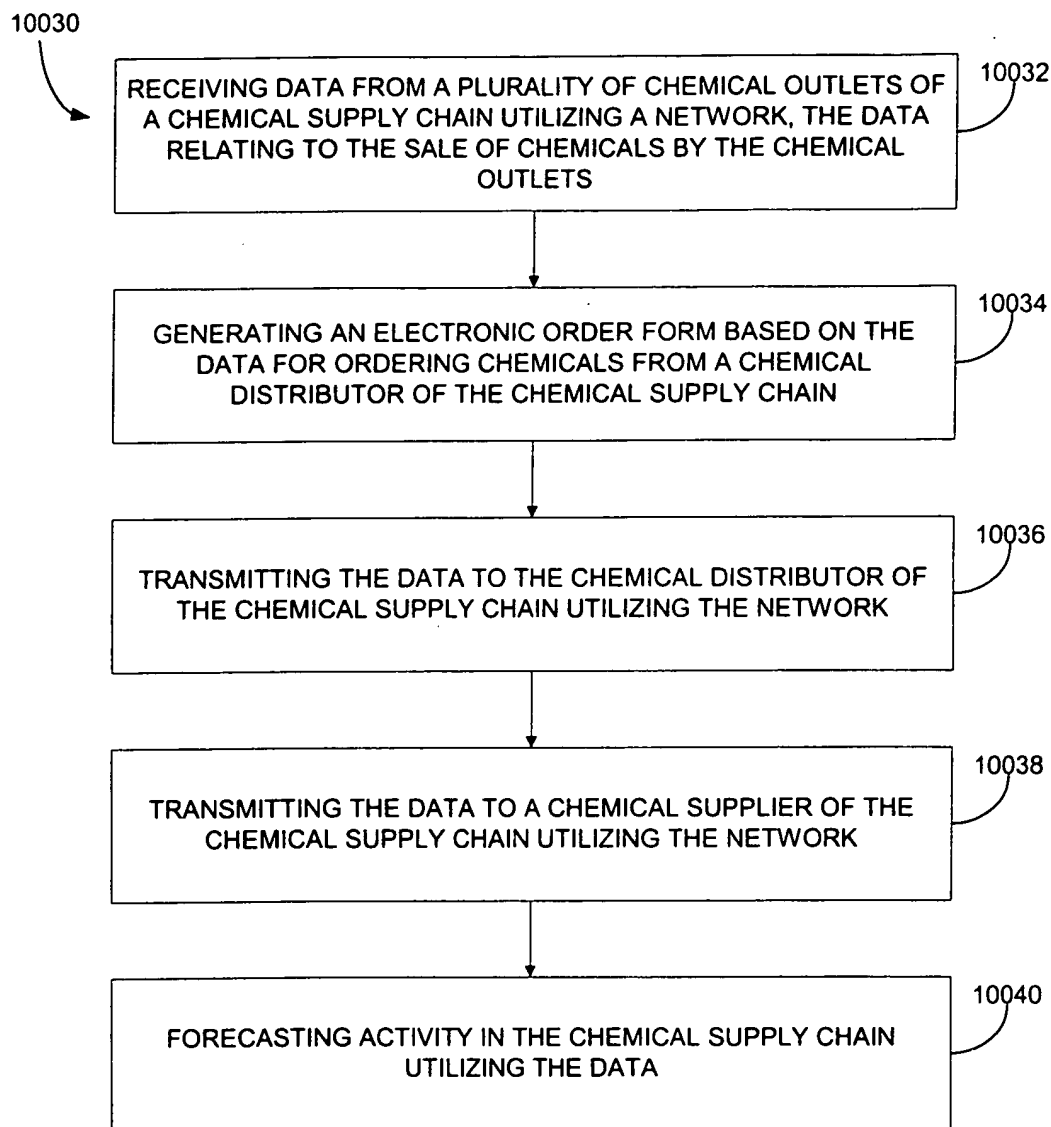 10030
RECEIVING DATA FROM A PLURALITY OF CHEMICAL OUTLETS OF
A CHEMICAL SUPPLY CHAIN UTILIZING A NETWORK, THE DATA
RELATING TO THE SALE OF CHEMICALS BY THE CHEMICAL
OUTLETS
10032
GENERATING AN ELECTRONIC ORDER FORM BASED ON THE
DATA FOR ORDERING CHEMICALS FROM A CHEMICAL
DISTRIBUTOR OF THE CHEMICAL SUPPLY CHAIN
10034
TRANSMITTING THE DATA TO THE CHEMICAL DISTRIBUTOR OF
THE CHEMICAL SUPPLY CHAIN UTILIZING THE NETWORK
10036
TRANSMITTING THE DATA TO A CHEMICAL SUPPLIER OF THE
CHEMICAL SUPPLY CHAIN UTILIZING THE NETWORK
10038
FORECASTING ACTIVITY IN THE CHEMICAL SUPPLY CHAIN
UTILIZING THE DATA
10040